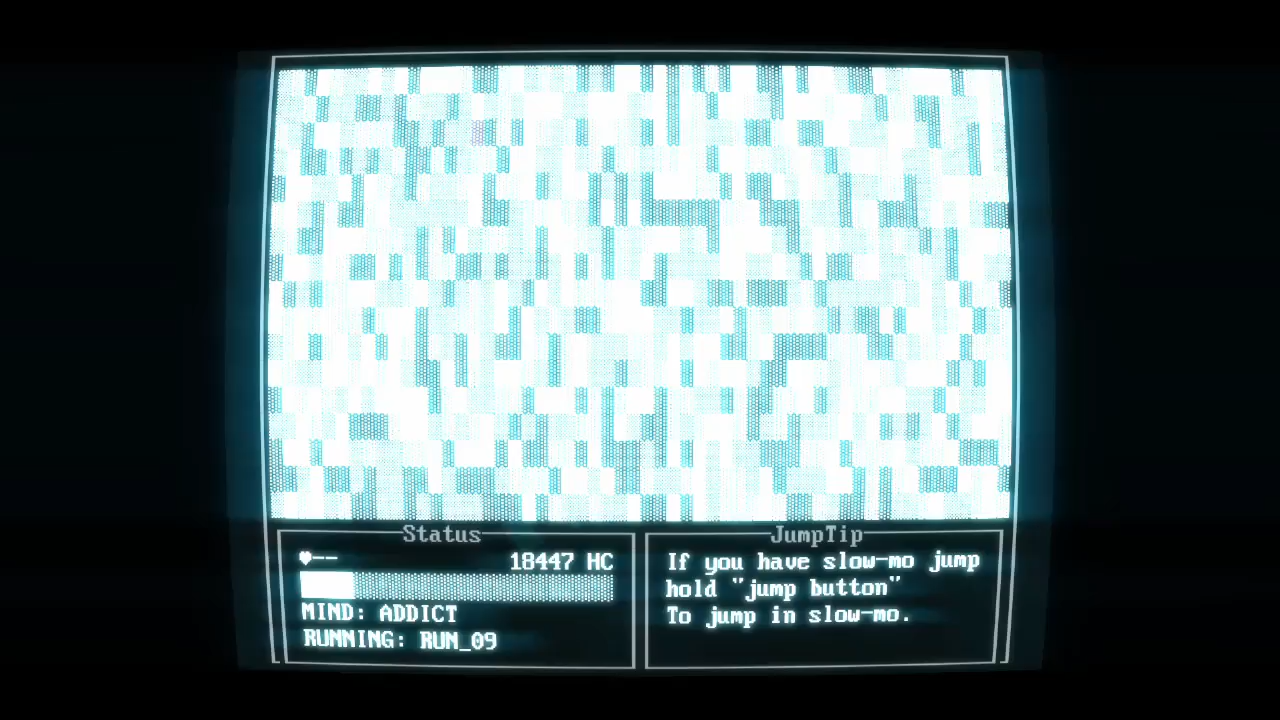 Status
♥-- 18447 HC
MIND: ADDICT
RUNNING: RUN_09
JumpTip
If you have slow-mo jump
hold "jump button"
To jump in slow-mo.